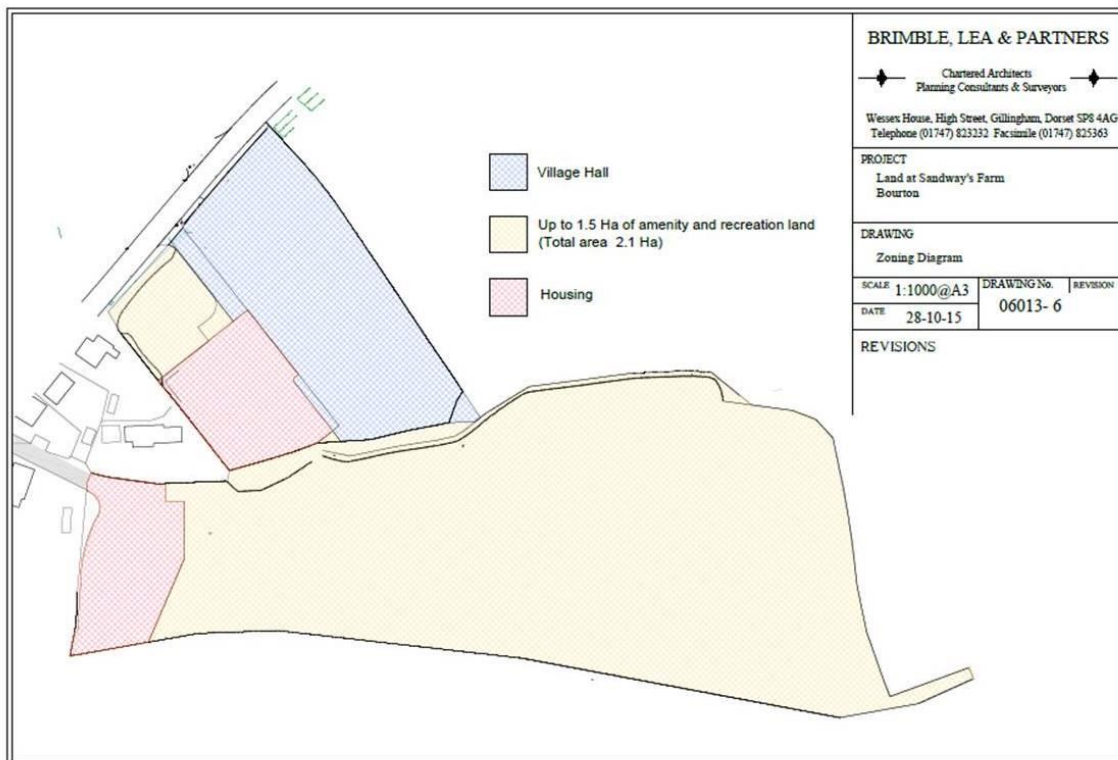 BRIMBLE, LEA & PARTNERS
Chartered Architects
Planning Consultants & Surveyors
Wessex House, High Street, Gillingham, Dorset SP8 4AG
Telephone (01747) 823232 Facsimile (01747) 825363
PROJECT
Land at Sandway's Farm
Bourton
DRAWING
Zoning Diagram
SCALE 1:1000@A3
DRAWING No. 06013- 6
REVISION
DATE 28-10-15
REVISIONS
Village Hall
Up to 1.5 Ha of amenity and recreation land
(Total area 2.1 Ha)
Housing